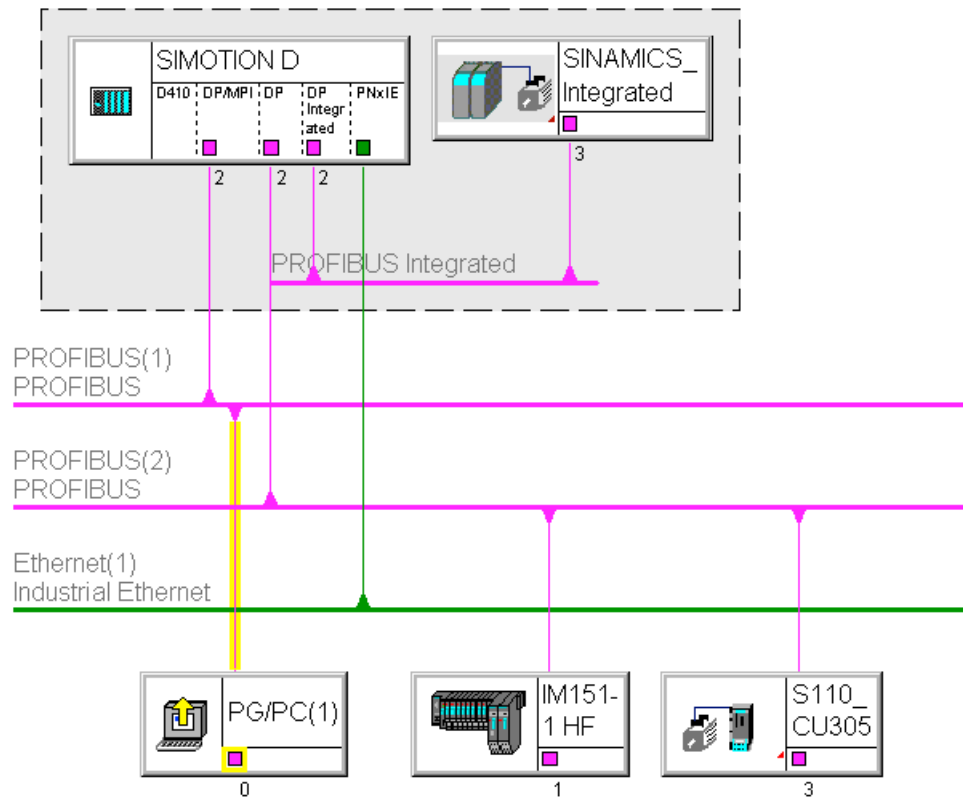 SIMOTION D
D410 DP/MPI DP DP Integr ated PNxIE
2 2 2
SINAMICS_
Integrated
3
PROFIBUS Integrated
PROFIBUS(1)
PROFIBUS
PROFIBUS(2)
PROFIBUS
Ethernet(1)
Industrial Ethernet
PG/PC(1)
0
IM151-
1 HF
1
S110_
CU305
3